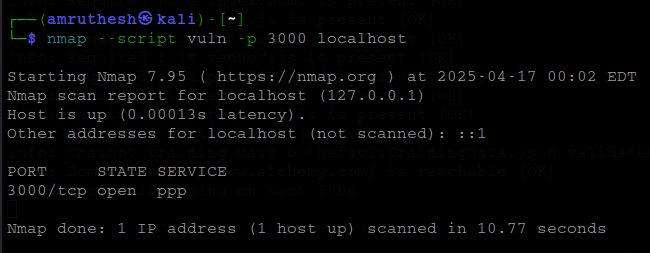 ┌──(amruthesh㉿kali)-[~]
└─$ nmap --script vuln -p 3000 localhost
Starting Nmap 7.95 ( https://nmap.org ) at 2025-04-17 00:02 EDT
Nmap scan report for localhost (127.0.0.1)
Host is up (0.00013s latency).
Other addresses for localhost (not scanned): ::1
PORT     STATE SERVICE
3000/tcp open  ppp
Nmap done: 1 IP address (1 host up) scanned in 10.77 seconds